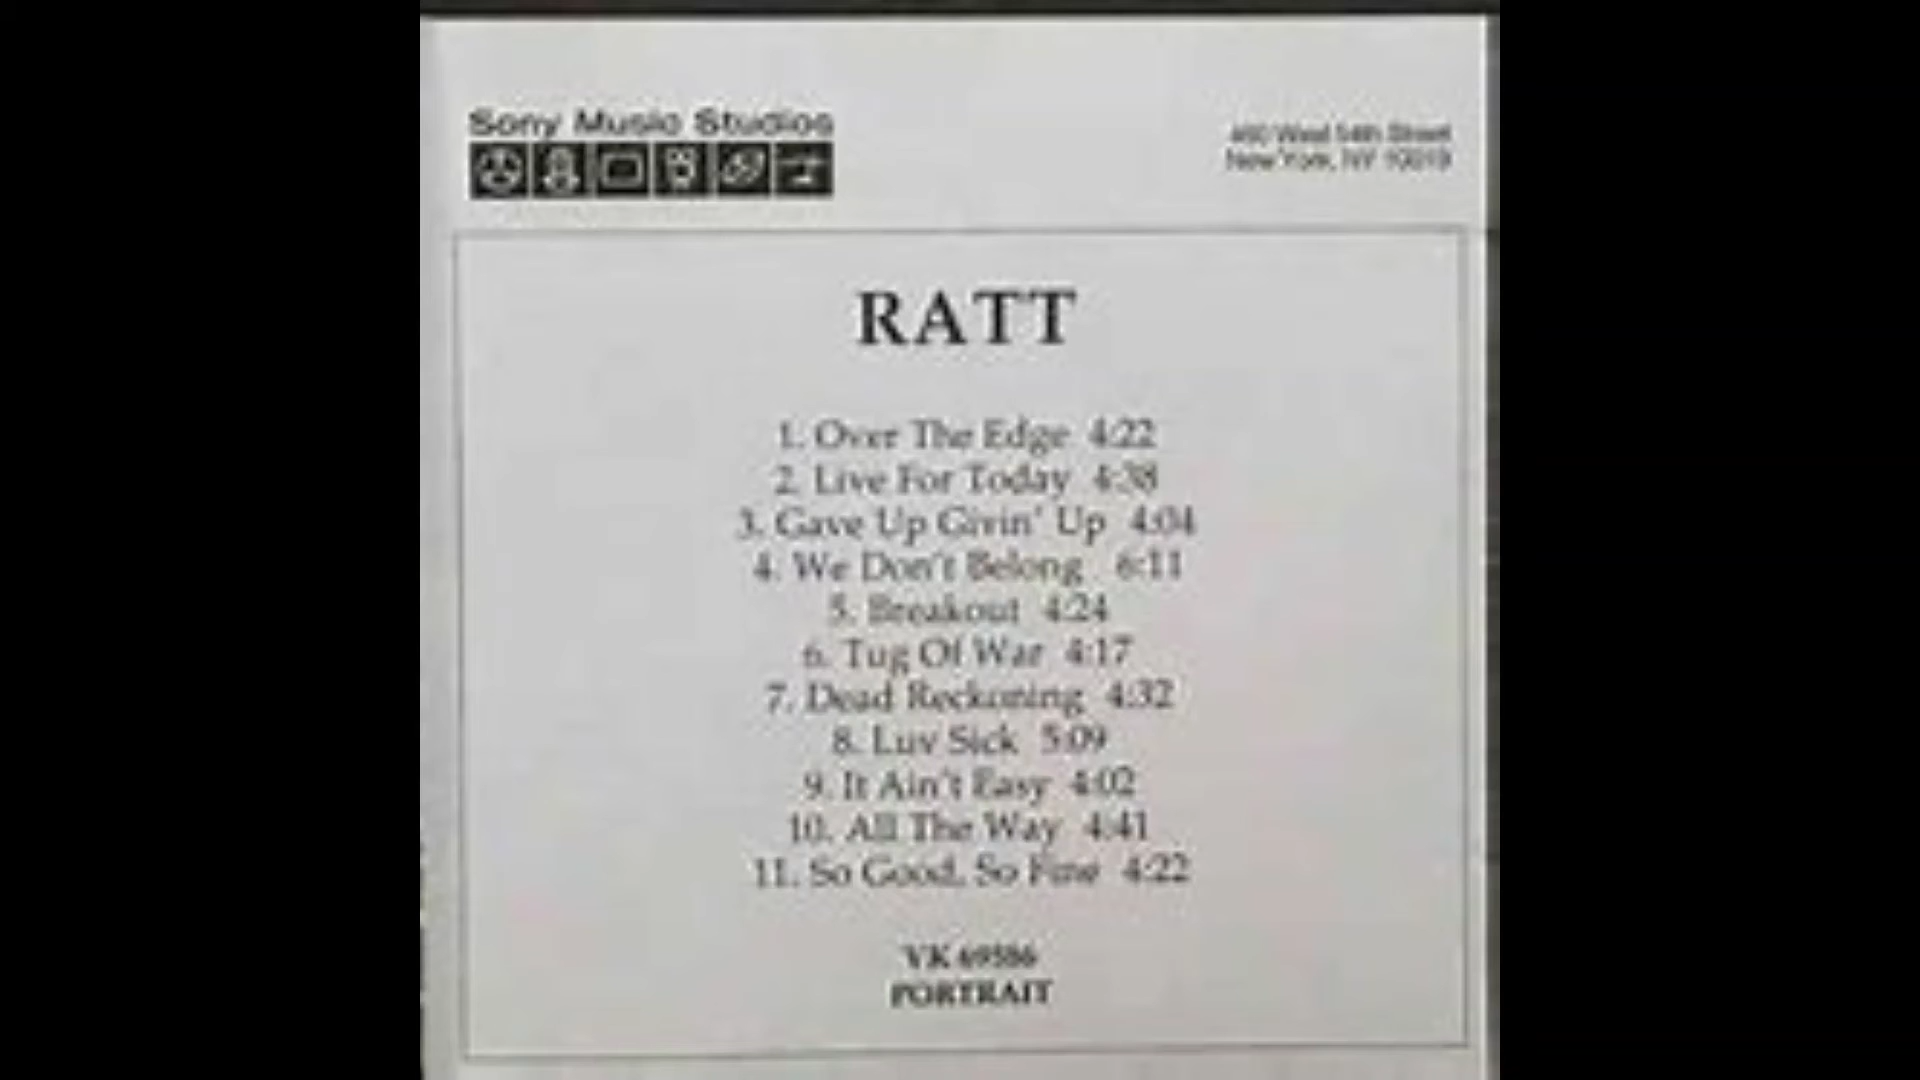 Sony Music Studios
460 West 54th Street
New York, NY 10019
RATT
1. Over The Edge 4:22
2. Live For Today 4:38
3. Gave Up Givin' Up 4:04
4. We Don't Belong 6:11
5. Breakout 4:24
6. Tug Of War 4:17
7. Dead Reckoning 4:32
8. Luv Sick 5:09
9. It Ain't Easy 4:02
10. All The Way 4:41
11. So Good, So Fine 4:22
VK 69586
PORTRAIT